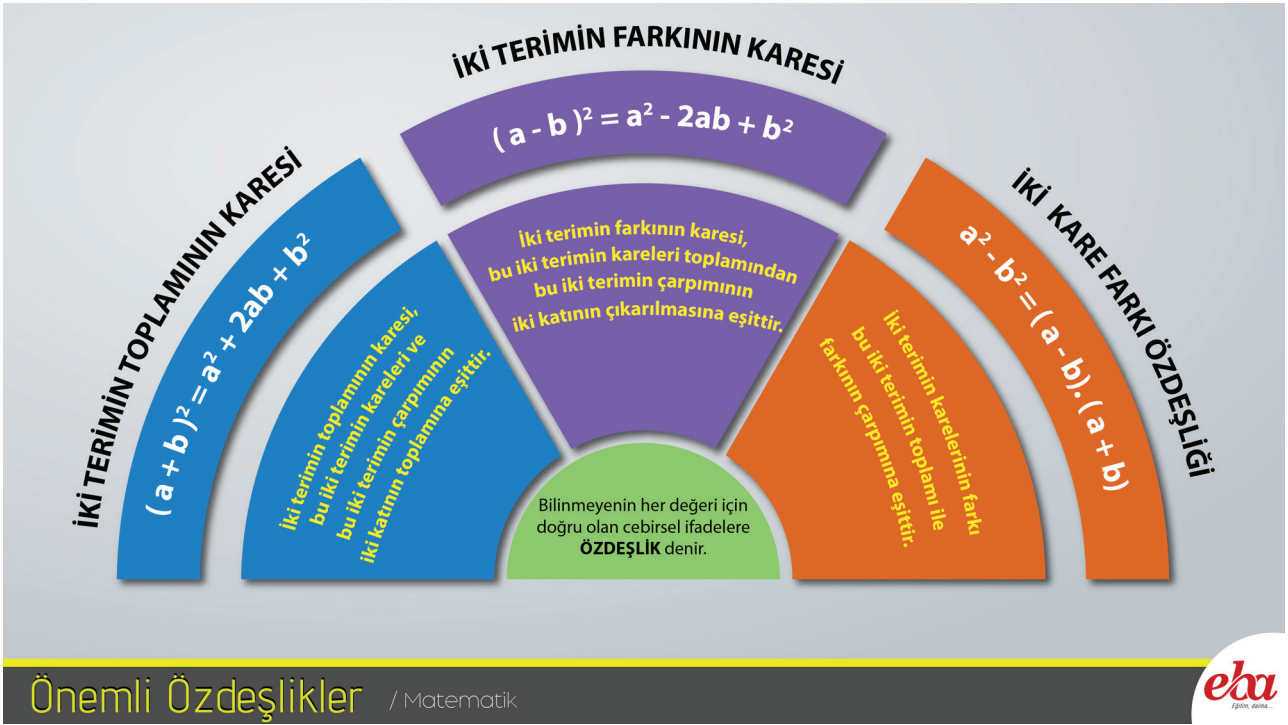 İKİ TERİMİN TOPLAMININ KARESİ
( a + b )² = a² + 2ab + b²
İki terimin toplamının karesi,
bu iki terimin kareleri ve
bu iki terimin çarpımının
iki katının toplamına eşittir.
İKİ TERİMİN FARKININ KARESİ
( a - b )² = a² - 2ab + b²
İki terimin farkının karesi,
bu iki terimin kareleri toplamından
bu iki terimin çarpımının
iki katının çıkarılmasına eşittir.
İKİ KARE FARKI ÖZDEŞLİĞİ
a² - b² = ( a - b). ( a + b)
İki terimin karelerinin farkı
bu iki terimin toplamı ile
farkının çarpımına eşittir.
Bilinmeyenin her değeri için
doğru olan cebirsel ifadelere
ÖZDEŞLİK denir.
Önemli Özdeşlikler / Matematik
eba
Eğitim, daima...